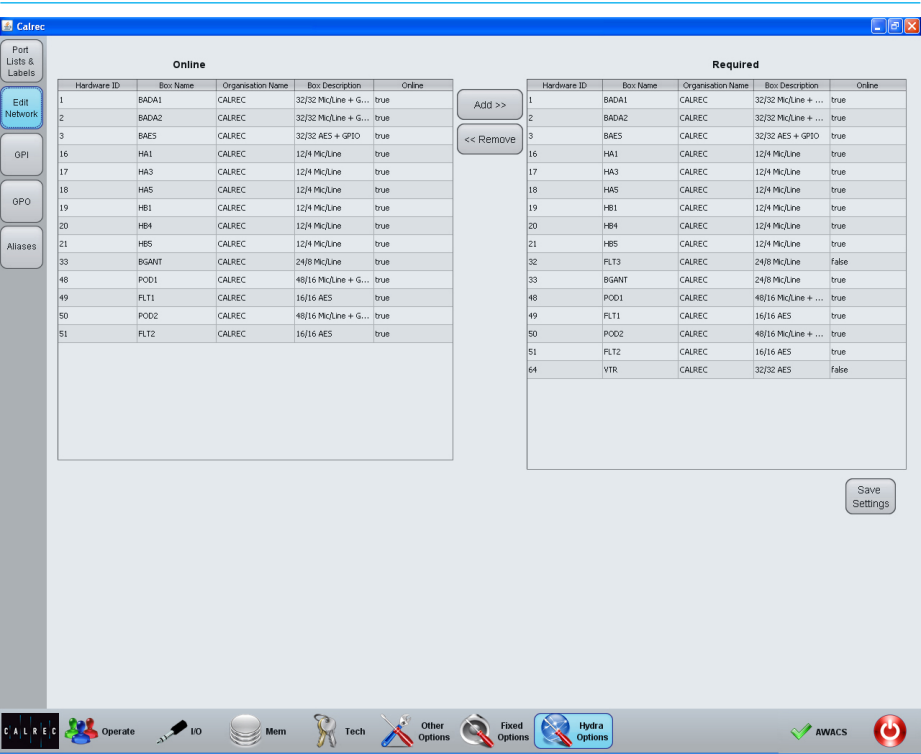 Calrec
Port
Lists &
Labels
Edit
Network
GPI
GPO
Aliases
Online
Hardware ID Box Name Organisation Name Box Description Online
1 BADA1 CALREC 32/32 Mic/Line + G... true
2 BADA2 CALREC 32/32 Mic/Line + G... true
3 BAES CALREC 32/32 AES + GPIO true
16 HA1 CALREC 12/4 Mic/Line true
17 HA3 CALREC 12/4 Mic/Line true
18 HA5 CALREC 12/4 Mic/Line true
19 HB1 CALREC 12/4 Mic/Line true
20 HB4 CALREC 12/4 Mic/Line true
21 HB5 CALREC 12/4 Mic/Line true
33 BGANT CALREC 24/8 Mic/Line true
48 POD1 CALREC 48/16 Mic/Line + G... true
49 FLT1 CALREC 16/16 AES true
50 POD2 CALREC 48/16 Mic/Line + G... true
51 FLT2 CALREC 16/16 AES true
Add >>
<< Remove
Required
Hardware ID Box Name Organisation Name Box Description Online
1 BADA1 CALREC 32/32 Mic/Line + ... true
2 BADA2 CALREC 32/32 Mic/Line + ... true
3 BAES CALREC 32/32 AES + GPIO true
16 HA1 CALREC 12/4 Mic/Line true
17 HA3 CALREC 12/4 Mic/Line true
18 HA5 CALREC 12/4 Mic/Line true
19 HB1 CALREC 12/4 Mic/Line true
20 HB4 CALREC 12/4 Mic/Line true
21 HB5 CALREC 12/4 Mic/Line true
32 FLT3 CALREC 24/8 Mic/Line false
33 BGANT CALREC 24/8 Mic/Line true
48 POD1 CALREC 48/16 Mic/Line + ... true
49 FLT1 CALREC 16/16 AES true
50 POD2 CALREC 48/16 Mic/Line + ... true
51 FLT2 CALREC 16/16 AES true
64 VTR CALREC 32/32 AES false
Save
Settings
CALREC
Operate
I/O
Mem
Tech
Other
Options
Fixed
Options
Hydra
Options
AWACS